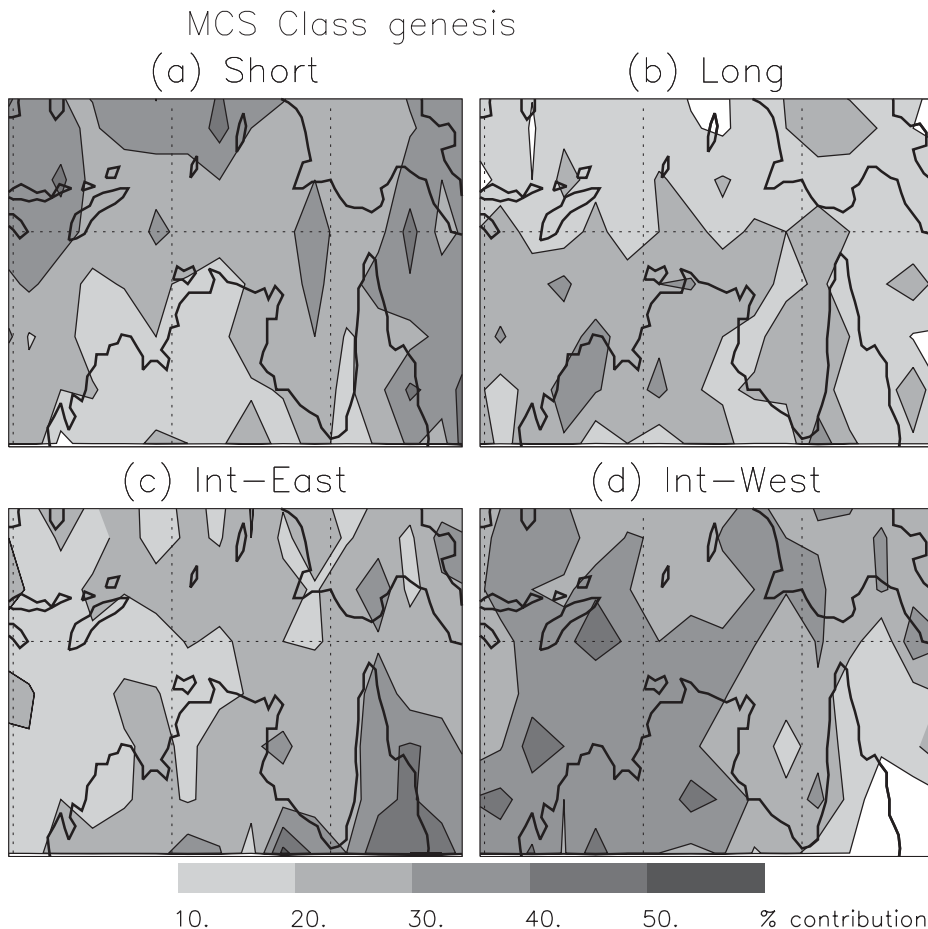 MCS Class genesis
(a) Short
(b) Long
(c) Int-East
(d) Int-West
10. 20. 30. 40. 50. % contribution